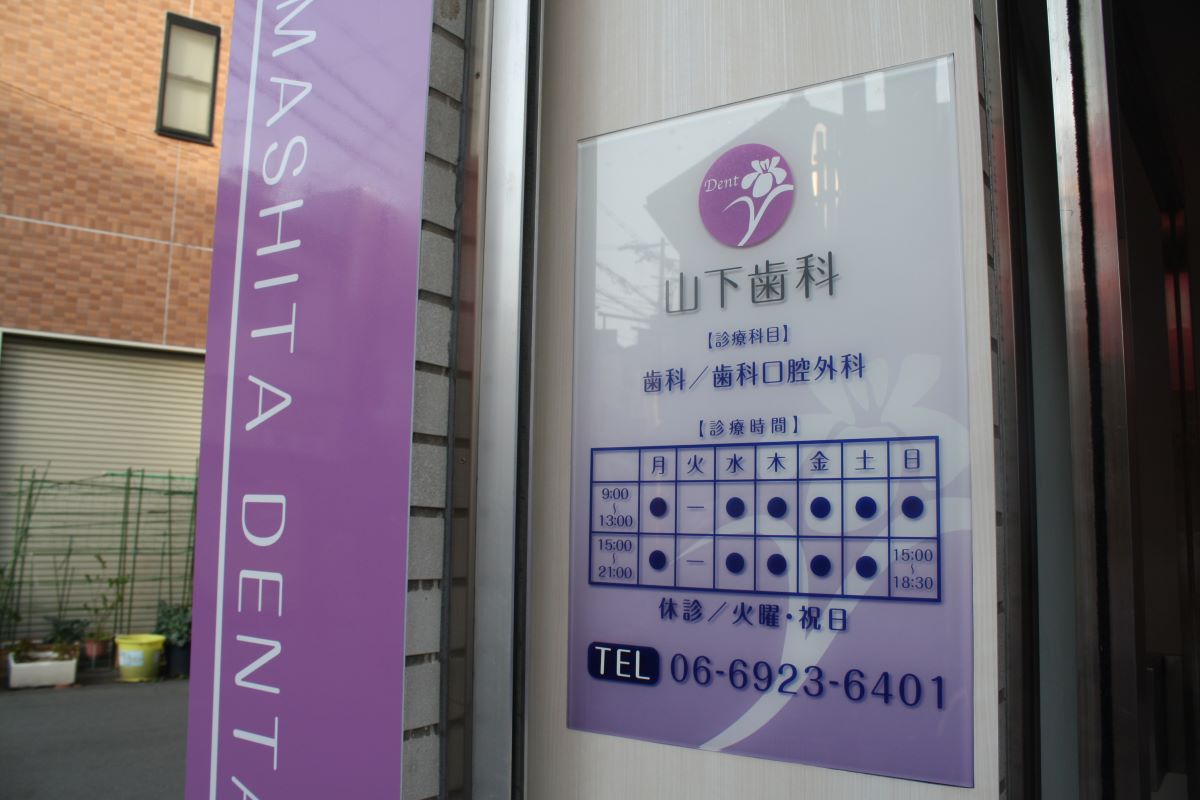 MASHITA DENTA
Dent
山下歯科
【診療科目】
歯科／歯科口腔外科
【診療時間】
月 火 水 木 金 土 日
9:00〜13:00 ● — ● ● ● ● ●
15:00〜21:00 ● — ● ● ● ● 15:00〜18:30
休診／火曜・祝日
TEL 06-6923-6401